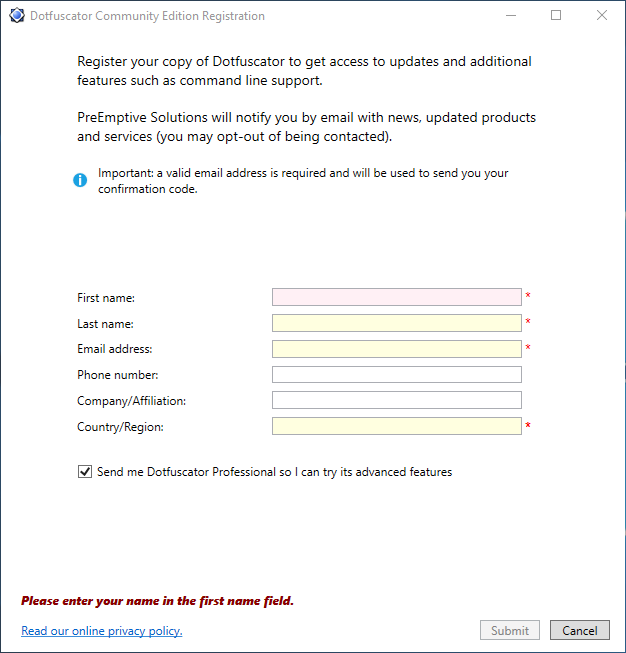 Dotfuscator Community Edition Registration
Register your copy of Dotfuscator to get access to updates and additional
features such as command line support.
PreEmptive Solutions will notify you by email with news, updated products
and services (you may opt-out of being contacted).
Important: a valid email address is required and will be used to send you your
confirmation code.
First name: *
Last name: *
Email address: *
Phone number:
Company/Affiliation:
Country/Region: *
Send me Dotfuscator Professional so I can try its advanced features
Please enter your name in the first name field.
Read our online privacy policy.
Submit
Cancel